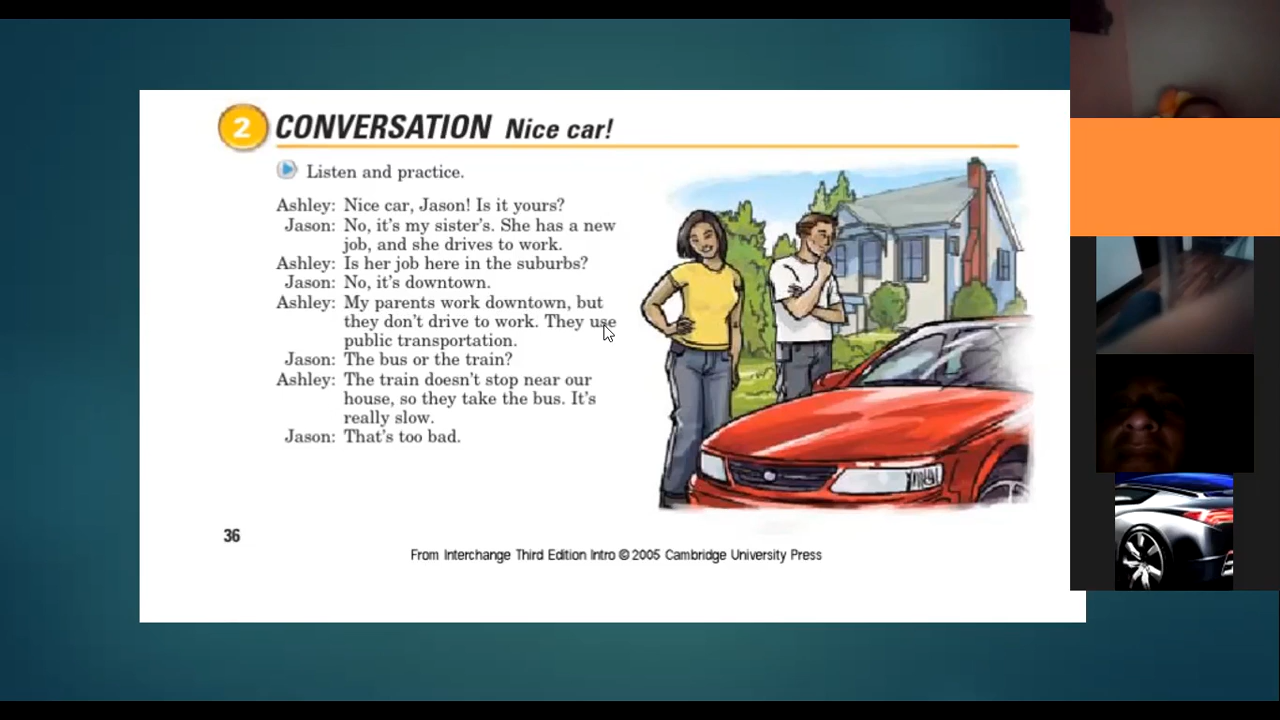 2 CONVERSATION Nice car!
Listen and practice.
Ashley: Nice car, Jason! Is it yours?
Jason: No, it's my sister's. She has a new
job, and she drives to work.
Ashley: Is her job here in the suburbs?
Jason: No, it's downtown.
Ashley: My parents work downtown, but
they don't drive to work. They use
public transportation.
Jason: The bus or the train?
Ashley: The train doesn't stop near our
house, so they take the bus. It's
really slow.
Jason: That's too bad.
36
From Interchange Third Edition Intro © 2005 Cambridge University Press